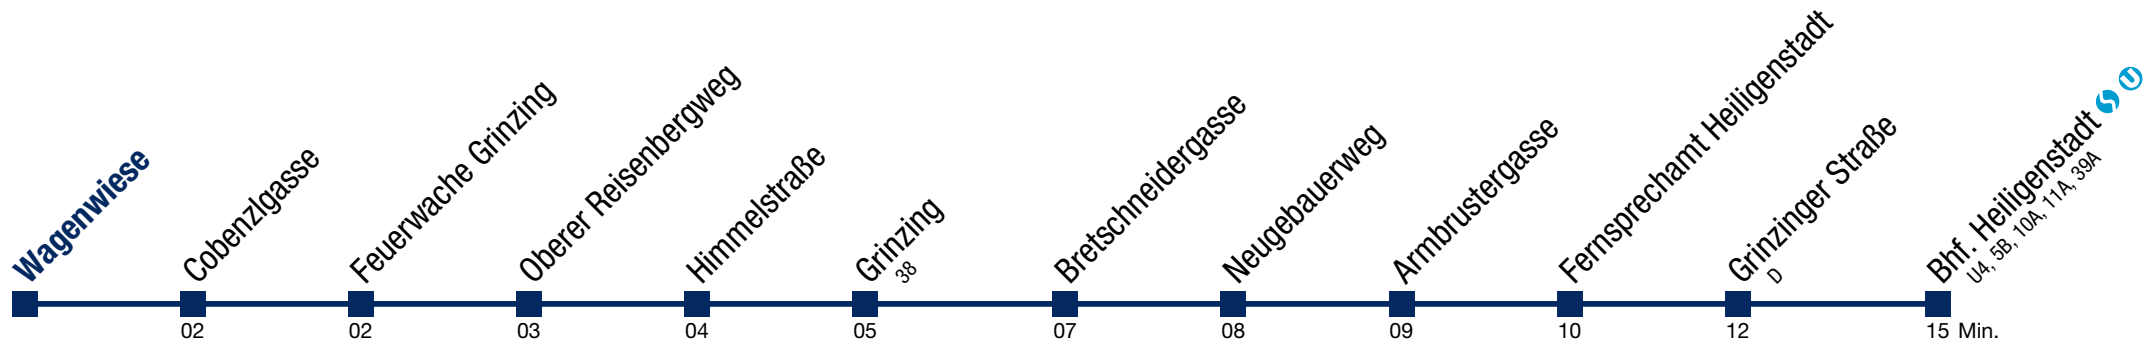 Wagenwiese
Cobenzlgasse
Feuerwache Grinzing
Oberer Reisenbergweg
Himmelstraße
Grinzing
38
Bretschneidergasse
Neugebauerweg
Armbrustergasse
Fernsprechamt Heiligenstadt
Grinzinger Straße
D
Bhf. Heiligenstadt S U
U4, 5B, 10A, 11A, 39A
02 02 03 04 05 07 08 09 10 12 15 Min.